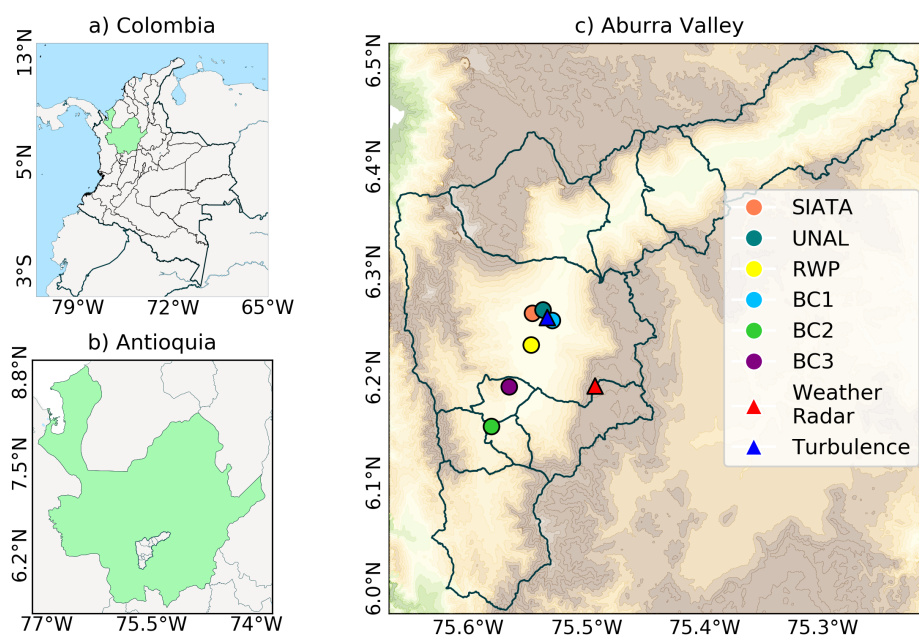 a) Colombia
13°N
5°N
3°S
79°W 72°W 65°W
b) Antioquia
8.8°N
7.5°N
6.2°N
77°W 75.5°W 74°W
c) Aburra Valley
6.5°N
6.4°N
6.3°N
6.2°N
6.1°N
6.0°N
75.6°W 75.5°W 75.4°W 75.3°W
SIATA
UNAL
RWP
BC1
BC2
BC3
Weather
Radar
Turbulence